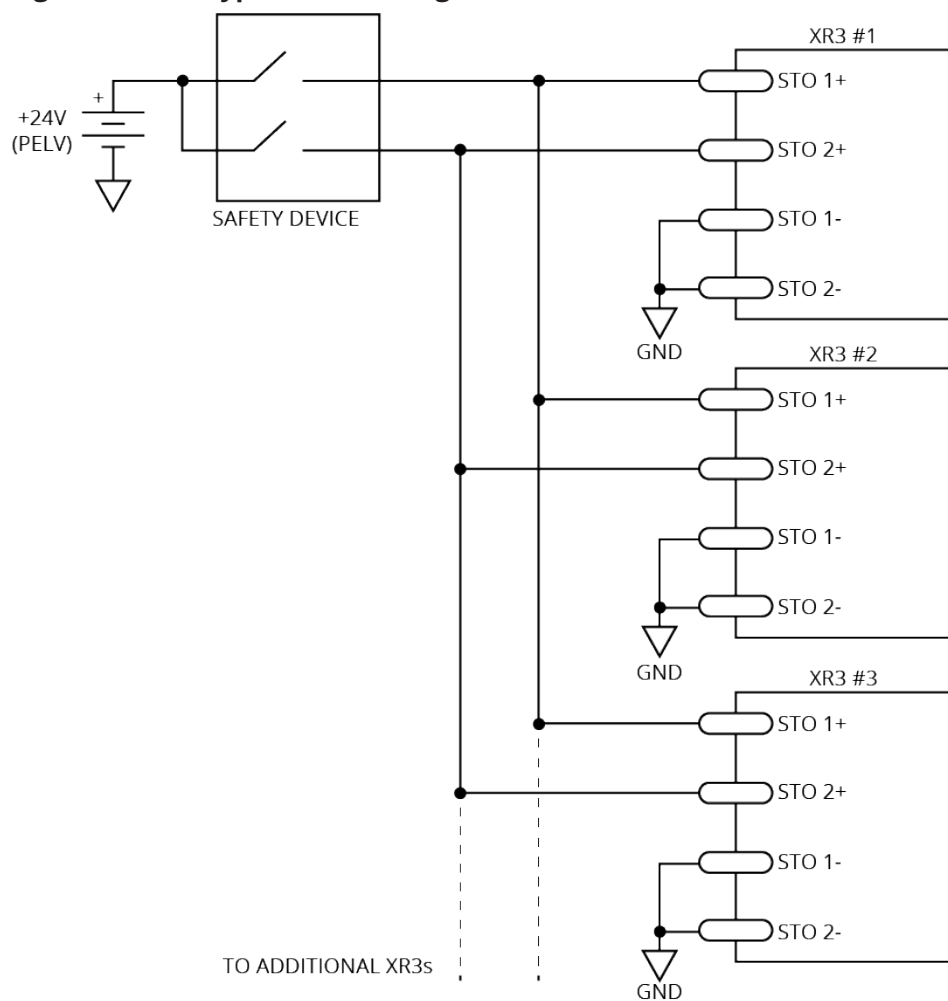 XR3 #1
STO 1+
+
+24V
(PELV)
STO 2+
SAFETY DEVICE
STO 1-
STO 2-
GND
XR3 #2
STO 1+
STO 2+
STO 1-
STO 2-
GND
XR3 #3
STO 1+
STO 2+
STO 1-
STO 2-
TO ADDITIONAL XR3s
GND